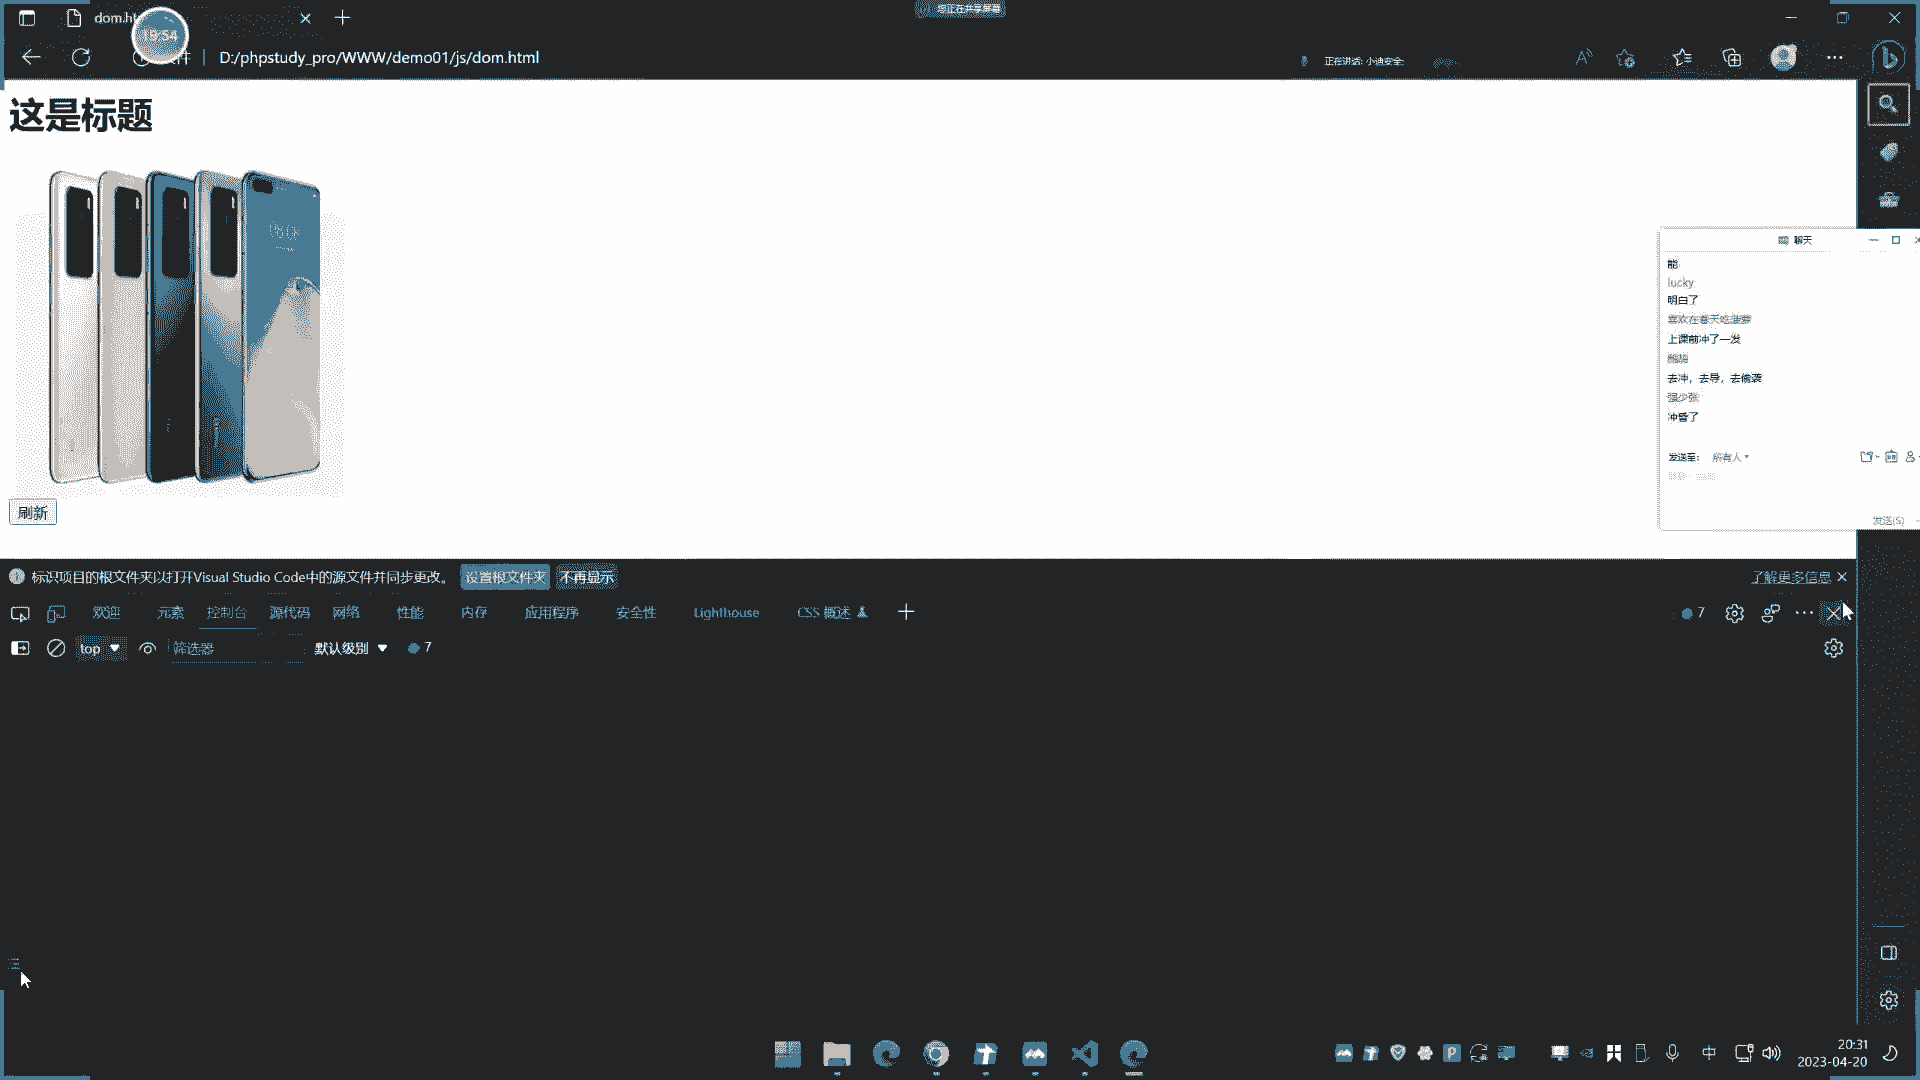 您正在共享屏幕
19:54
D:/phpstudy_pro/WWW/demo01/js/dom.html
正在讲话: 小迪安全;
这是标题
刷新
聊天
能
lucky:
明白了
喜欢在春天吃菠萝
上课前冲了一发
去冲，去导，去偷袭
强少张:
冲昏了
发送至: 所有人
发送(S)
标识项目的根文件夹以打开Visual Studio Code中的源文件并同步更改。 设置根文件夹 不再显示 了解更多信息
欢迎 元素 控制台 源代码 网络 性能 内存 应用程序 安全性 Lighthouse CSS 概述 7
top 筛选器 默认级别 7
中
20:31
2023-04-20